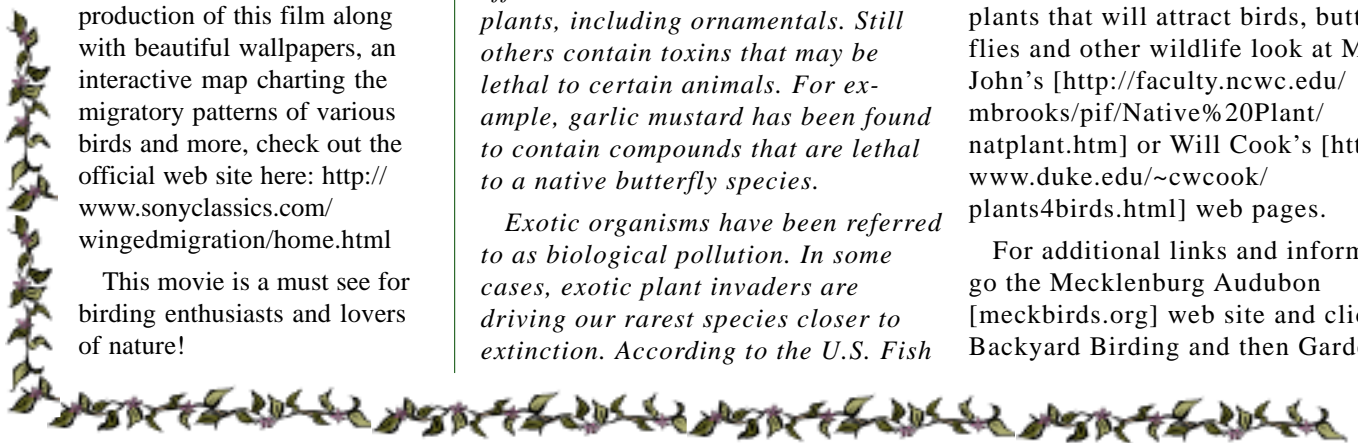 production of this film along
with beautiful wallpapers, an
interactive map charting the
migratory patterns of various
birds and more, check out the
official web site here: http://
www.sonyclassics.com/
wingedmigration/home.html
This movie is a must see for
birding enthusiasts and lovers
of nature!
plants, including ornamentals. Still
others contain toxins that may be
lethal to certain animals. For ex-
ample, garlic mustard has been found
to contain compounds that are lethal
to a native butterfly species.
Exotic organisms have been referred
to as biological pollution. In some
cases, exotic plant invaders are
driving our rarest species closer to
extinction. According to the U.S. Fish
plants that will attract birds, butt
flies and other wildlife look at M
John's [http://faculty.ncwc.edu/
mbrooks/pif/Native%20Plant/
natplant.htm] or Will Cook's [htt
www.duke.edu/~cwcook/
plants4birds.html] web pages.
For additional links and inform
go the Mecklenburg Audubon
[meckbirds.org] web site and clic
Backyard Birding and then Garde